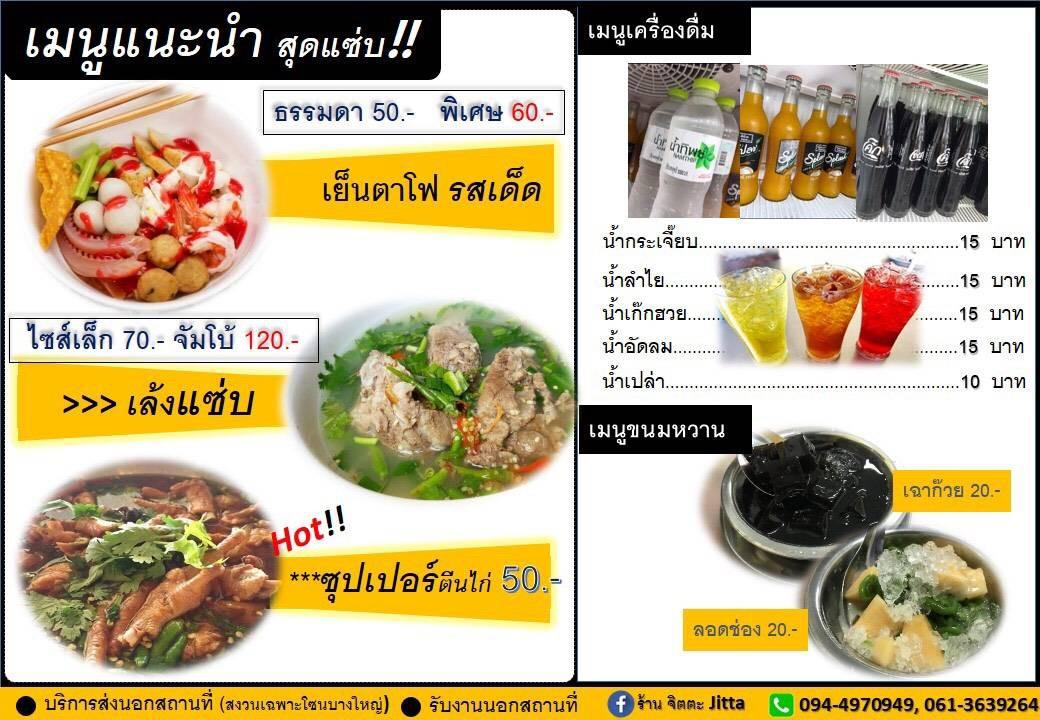 เมนูแนะนำ สุดแซ่บ!!
ธรรมดา 50.- พิเศษ 60.-
เย็นตาโฟ รสเด็ด
ไซส์เล็ก 70.- จัมโบ้ 120.-
>>> เล้งแซ่บ
Hot!!
***ซุปเปอร์ตีนไก่ 50.-
เมนูเครื่องดื่ม
น้ำทิพย์
NAMTHIP
Splash
โค้ก
น้ำกระเจี๊ยบ......................................................15 บาท
น้ำลำไย............................15 บาท
น้ำเก๊กฮวย............................15 บาท
น้ำอัดลม............................15 บาท
น้ำเปล่า.............................................................10 บาท
เมนูขนมหวาน
เฉาก๊วย 20.-
ลอดช่อง 20.-
● บริการส่งนอกสถานที่ (สงวนเฉพาะโซนบางใหญ่) ● รับงานนอกสถานที่ ร้าน จิตตะ Jitta 094-4970949, 061-3639264